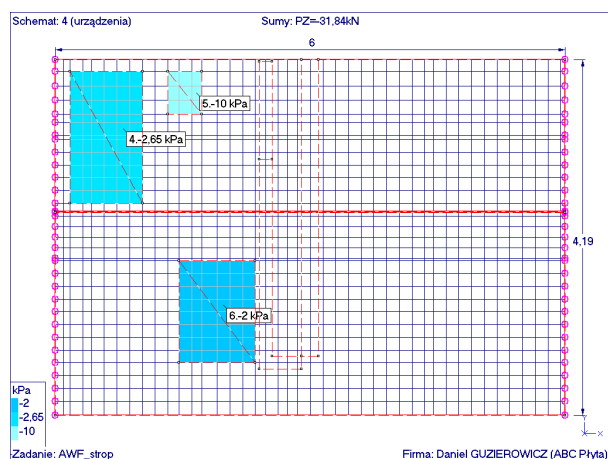 Schemat: 4 (urządzenia) Sumy: PZ=-31,84kN
6
5.-10 kPa
4.-2,65 kPa
4,19
6.-2 kPa
kPa
-2
-2,65
-10
Y
X
Zadanie: AWF_strop Firma: Daniel GUZIEROWICZ (ABC Płyta)